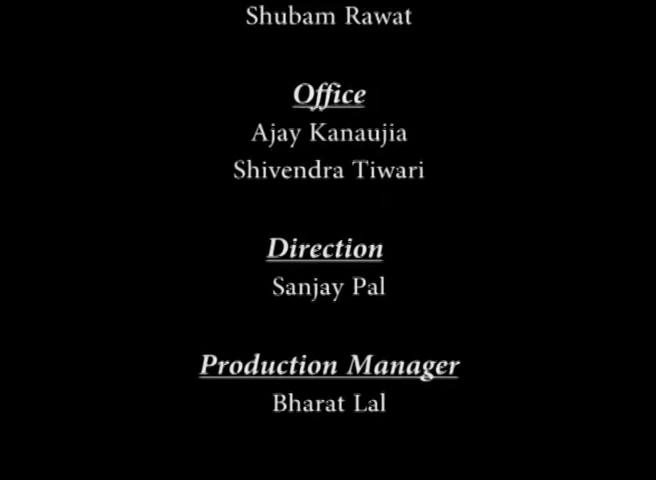 Shubam Rawat
Office
Ajay Kanaujia
Shivendra Tiwari
Direction
Sanjay Pal
Production Manager
Bharat Lal